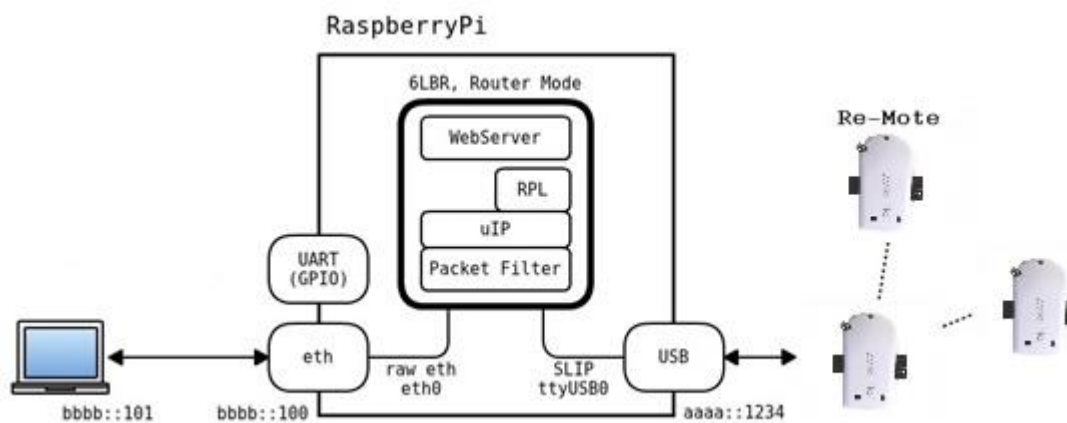 RaspberryPi
6LBR, Router Mode
WebServer
RPL
uIP
Packet Filter
UART
(GPIO)
eth
raw eth
eth0
SLIP
ttyUSB0
USB
Re-Mote
bbbb::101
bbbb::100
aaaa::1234